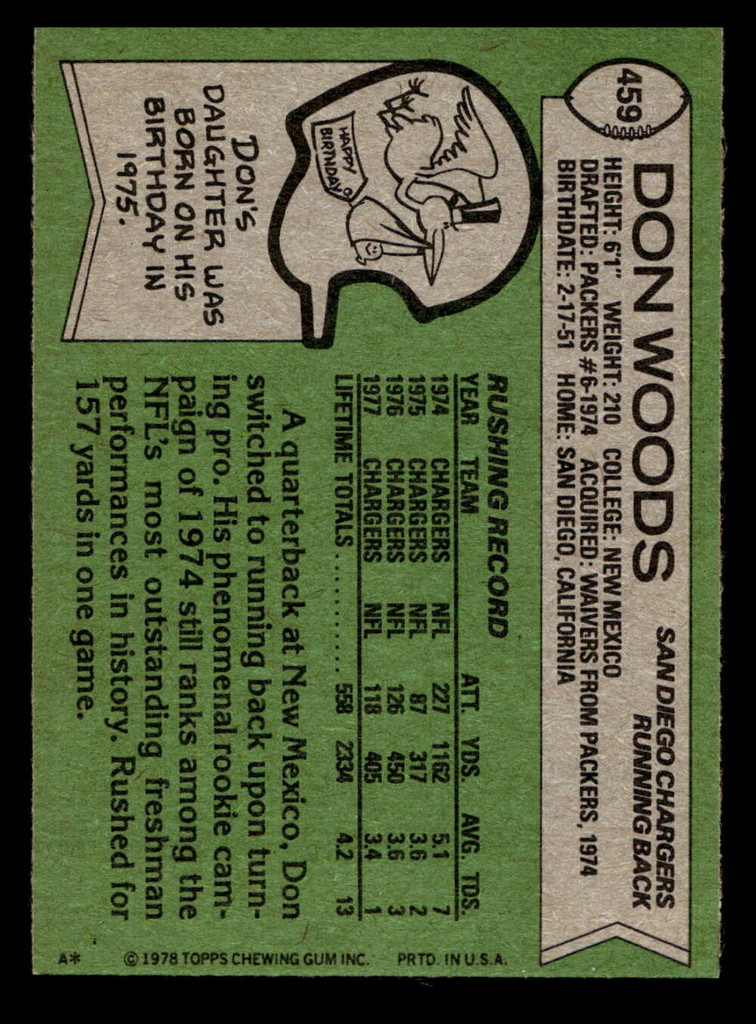 459
DON WOODS
SAN DIEGO CHARGERS
RUNNING BACK
HEIGHT: 6'1" WEIGHT: 210 COLLEGE: NEW MEXICO
DRAFTED: PACKERS #6-1974 ACQUIRED: WAIVERS FROM PACKERS, 1974
BIRTHDATE: 2-17-51 HOME: SAN DIEGO, CALIFORNIA
HAPPY
BIRTHDAY
DON'S
DAUGHTER WAS
BORN ON HIS
BIRTHDAY IN
1975.
RUSHING RECORD
YEAR TEAM ATT. YDS. AVG. TDS.
1974 CHARGERS NFL 227 1162 5.1 7
1975 CHARGERS NFL 87 317 3.6 2
1976 CHARGERS NFL 126 450 3.6 3
1977 CHARGERS NFL 118 405 3.4 1
LIFETIME TOTALS .......... 558 2334 4.2 13
A quarterback at New Mexico, Don
switched to running back upon turn-
ing pro. His phenomenal rookie cam-
paign of 1974 still ranks among the
NFL's most outstanding freshman
performances in history. Rushed for
157 yards in one game.
A* © 1978 TOPPS CHEWING GUM INC. PRTD. IN U.S.A.